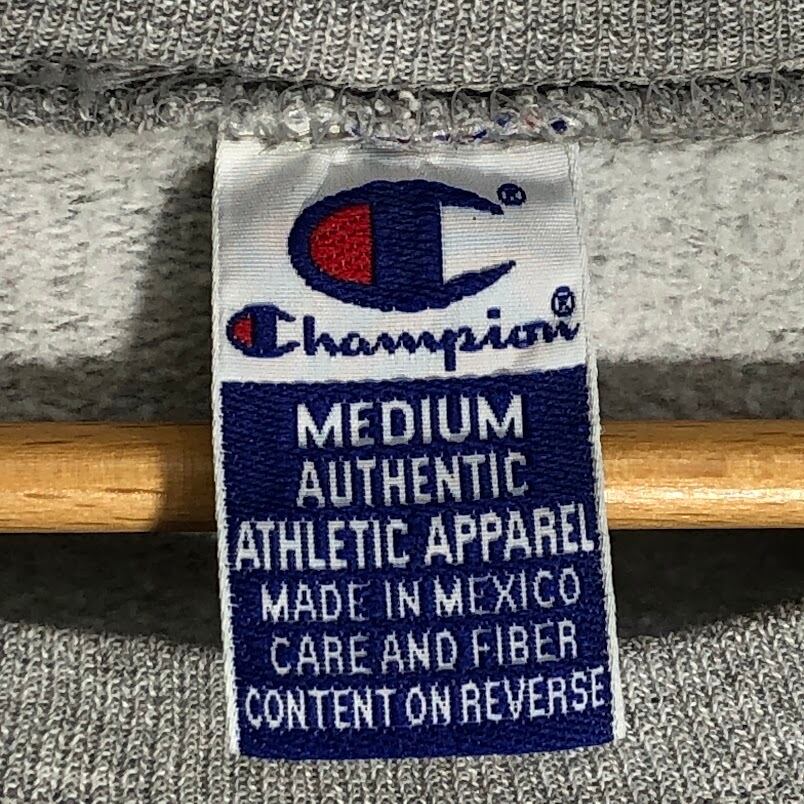 ®
Champion®
MEDIUM
AUTHENTIC
ATHLETIC APPAREL
MADE IN MEXICO
CARE AND FIBER
CONTENT ON REVERSE